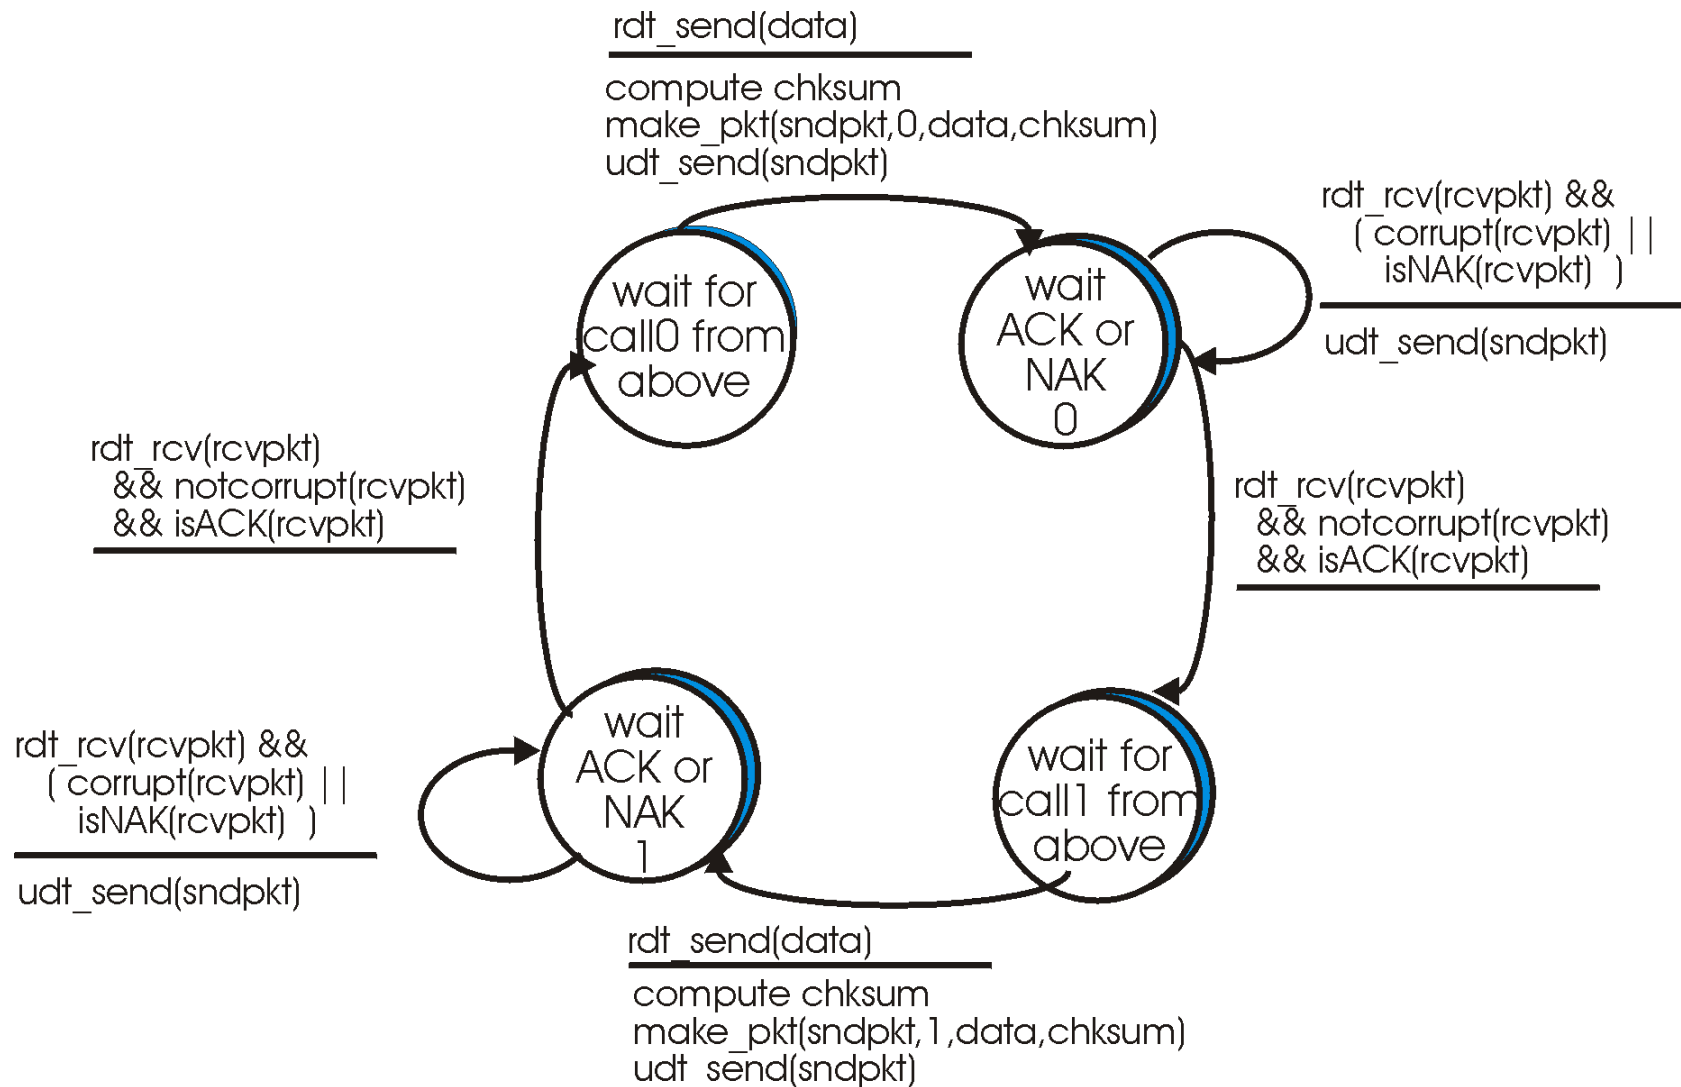 rdt_send(data)
compute chksum
make_pkt(sndpkt,0,data,chksum)
udt_send(sndpkt)
rdt_rcv(rcvpkt) &&
( corrupt(rcvpkt) ||
isNAK(rcvpkt) )
udt_send(sndpkt)
wait for
call0 from
above
wait
ACK or
NAK
0
rdt_rcv(rcvpkt)
&& notcorrupt(rcvpkt)
&& isACK(rcvpkt)
rdt_rcv(rcvpkt)
&& notcorrupt(rcvpkt)
&& isACK(rcvpkt)
rdt_rcv(rcvpkt) &&
( corrupt(rcvpkt) ||
isNAK(rcvpkt) )
udt_send(sndpkt)
wait
ACK or
NAK
1
wait for
call1 from
above
rdt_send(data)
compute chksum
make_pkt(sndpkt,1,data,chksum)
udt_send(sndpkt)